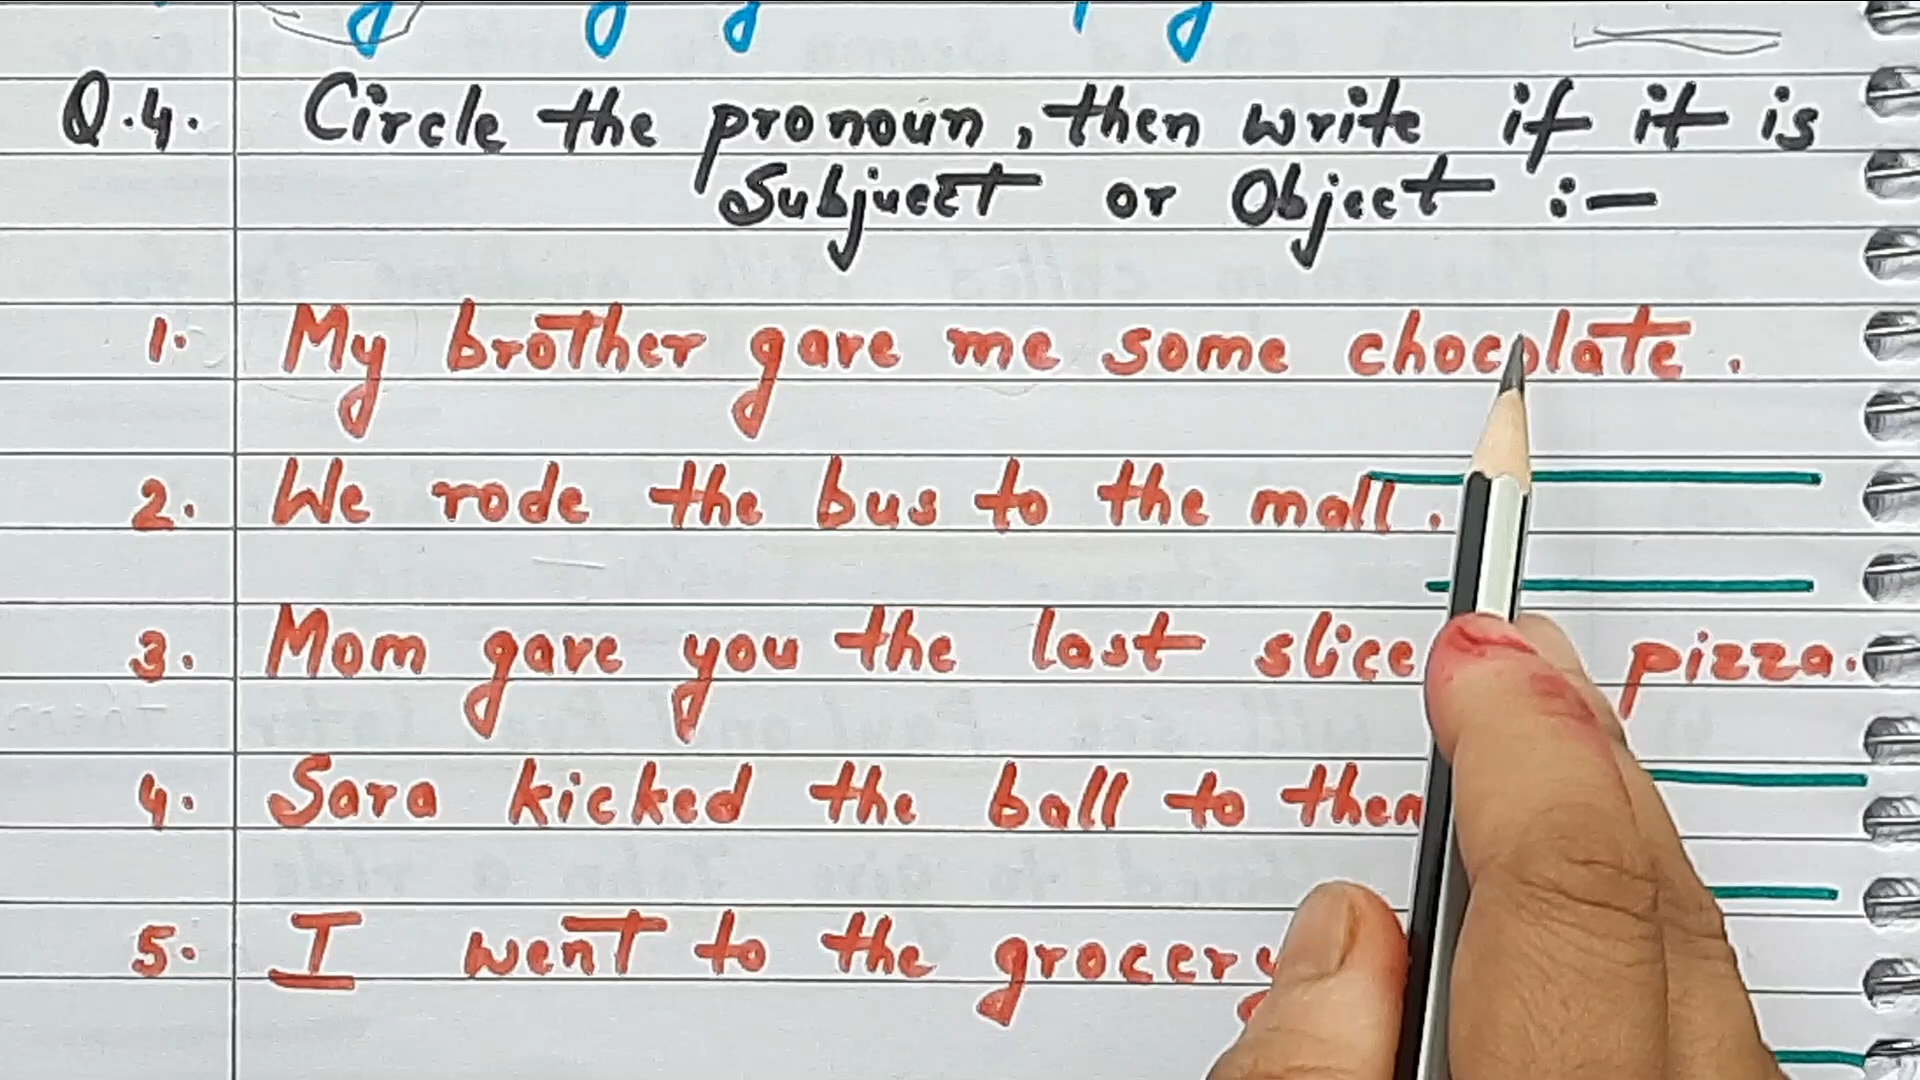 Q.4. Circle the pronoun, then write if it is
Subjuect or Object :-
1. My brother gave me some chocolate.
2. We rode the bus to the mall.
3. Mom gave you the last slice pizza.
4. Sara kicked the ball to
5. I went to the grocery